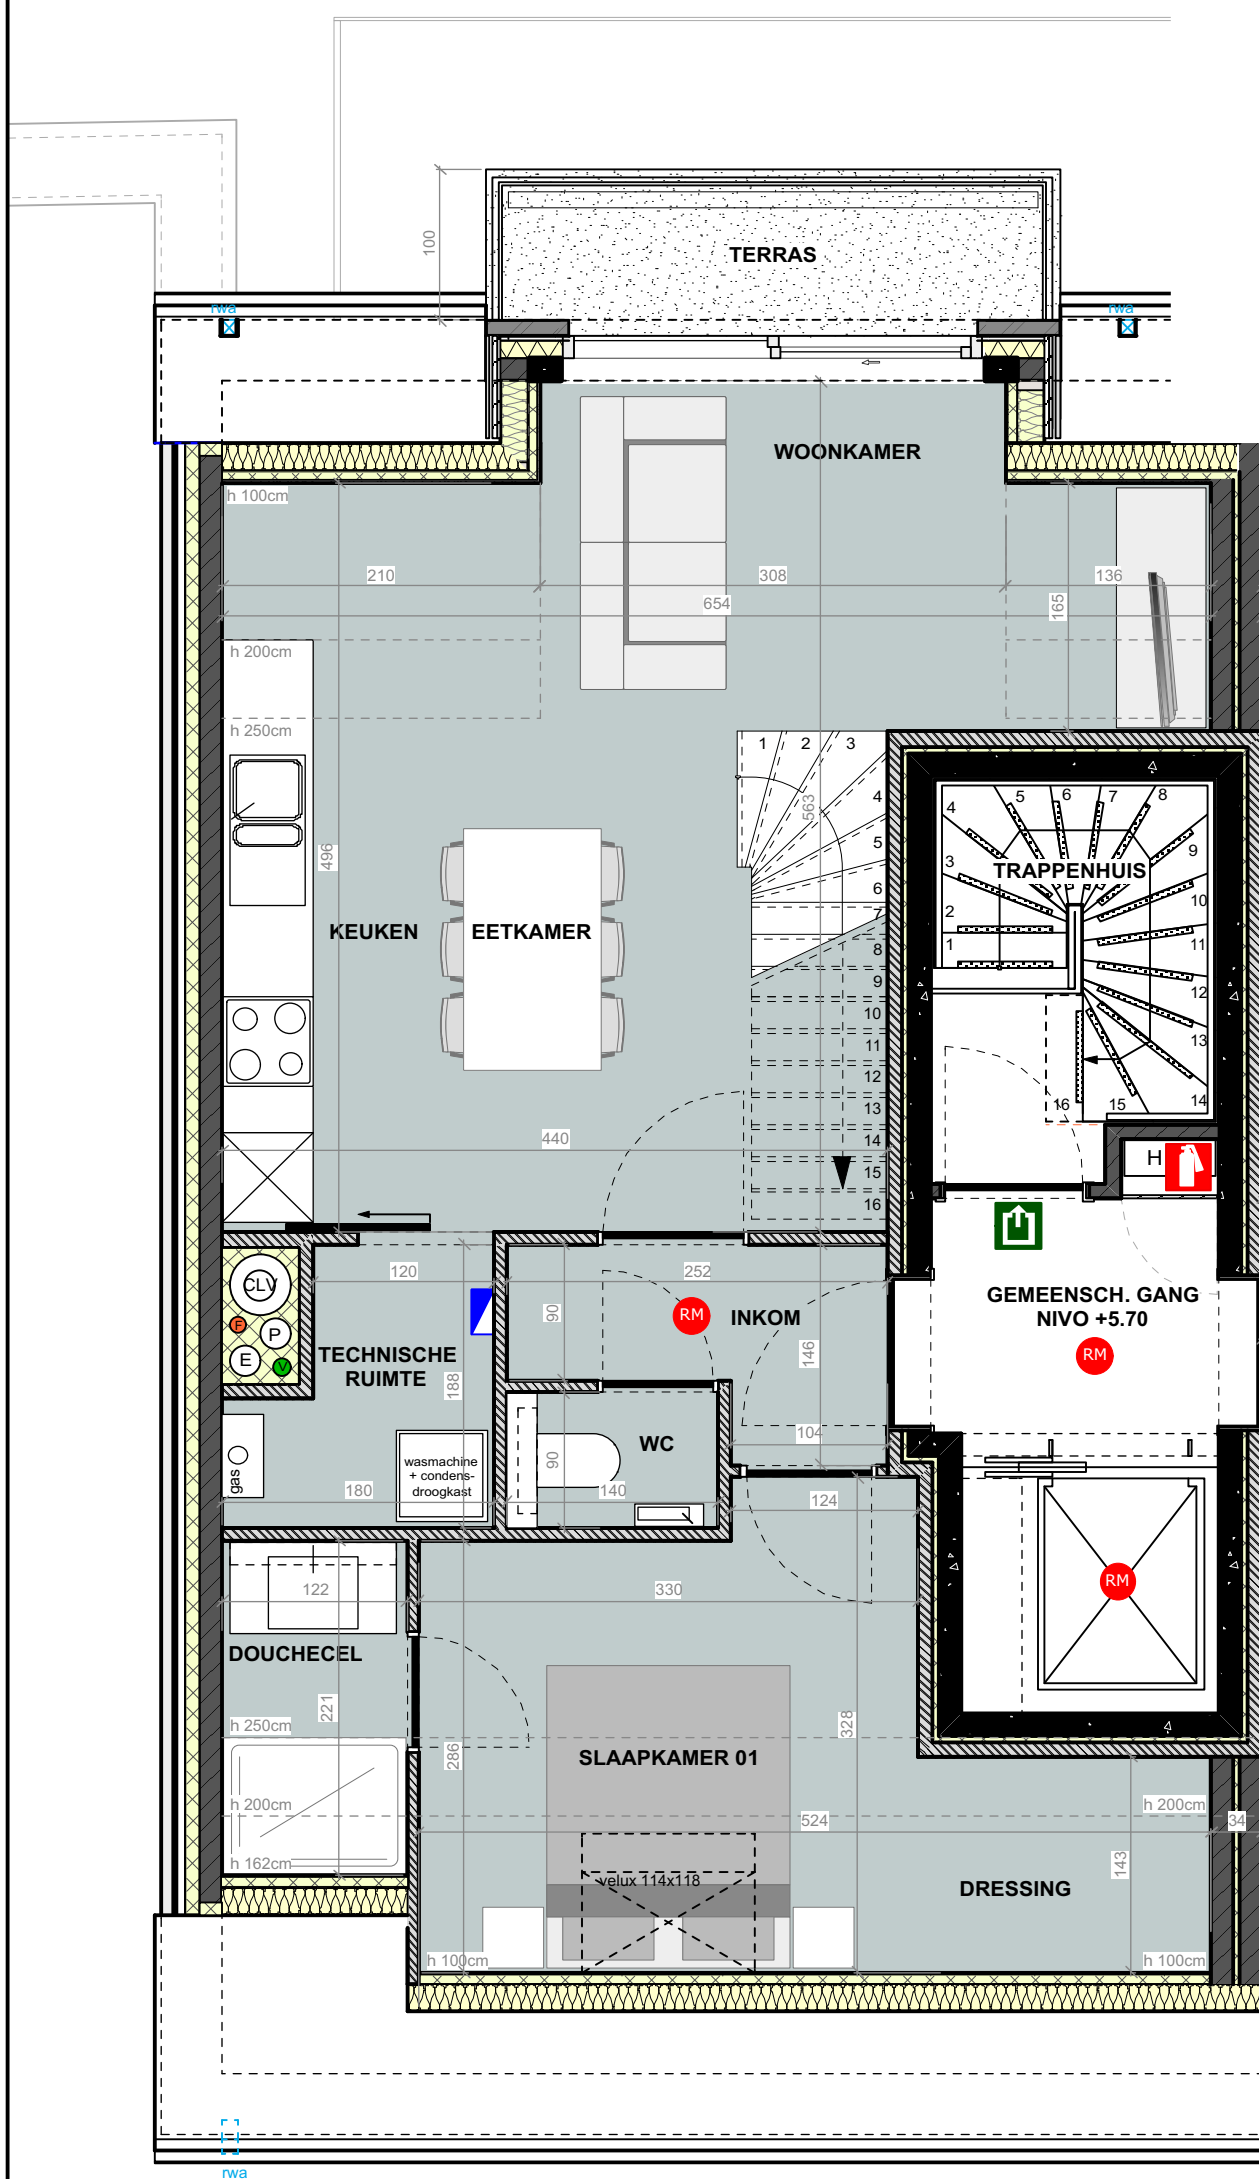 100
TERRAS
rwa
rwa
WOONKAMER
h 100cm
210
308
136
654
165
h 200cm
h 250cm
1 2 3
4
5
6
7
8
9
10
11
12
13
14
15
16
563
496
KEUKEN
EETKAMER
440
TRAPPENHUIS
1
2
3
4
5
6
7
8
9
10
11
12
13
14
15
16
H
GEMEENSCH. GANG
NIVO +5.70
RM
CLV
F
P
E
V
120
252
90
RM
INKOM
146
TECHNISCHE
RUIMTE
188
WC
104
90
gas
wasmachine
+ condens-
droogkast
180
140
124
RM
122
330
DOUCHECEL
221
286
328
h 250cm
SLAAPKAMER 01
h 200cm
h 200cm
524
34
h 162cm
velux 114x118
143
DRESSING
h 100cm
h 100cm
rwa